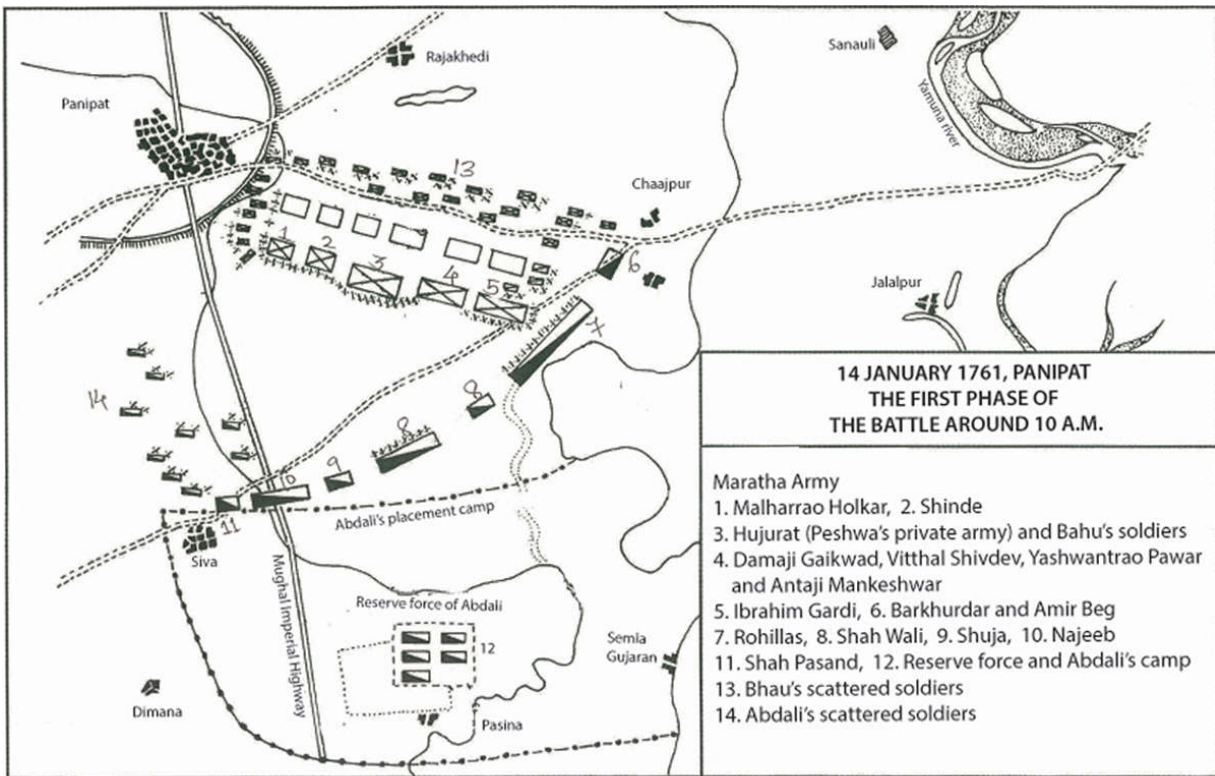 Rajakhedi
Sanauli
Panipat
Yamuna river
13
Chaajpur
1
2
3
4
5
6
7
Jalalpur
8
8
14
9
10
11
Abdali's placement camp
Siva
Mughal Imperial Highway
Reserve force of Abdali
12
Semla
Gujaran
Dimana
Pasina
14 JANUARY 1761, PANIPAT
THE FIRST PHASE OF
THE BATTLE AROUND 10 A.M.
Maratha Army
1. Malharrao Holkar, 2. Shinde
3. Hujurat (Peshwa's private army) and Bahu's soldiers
4. Damaji Gaikwad, Vitthal Shivdev, Yashwantrao Pawar
and Antaji Mankeshwar
5. Ibrahim Gardi, 6. Barkhurdar and Amir Beg
7. Rohillas, 8. Shah Wali, 9. Shuja, 10. Najeeb
11. Shah Pasand, 12. Reserve force and Abdali's camp
13. Bhau's scattered soldiers
14. Abdali's scattered soldiers